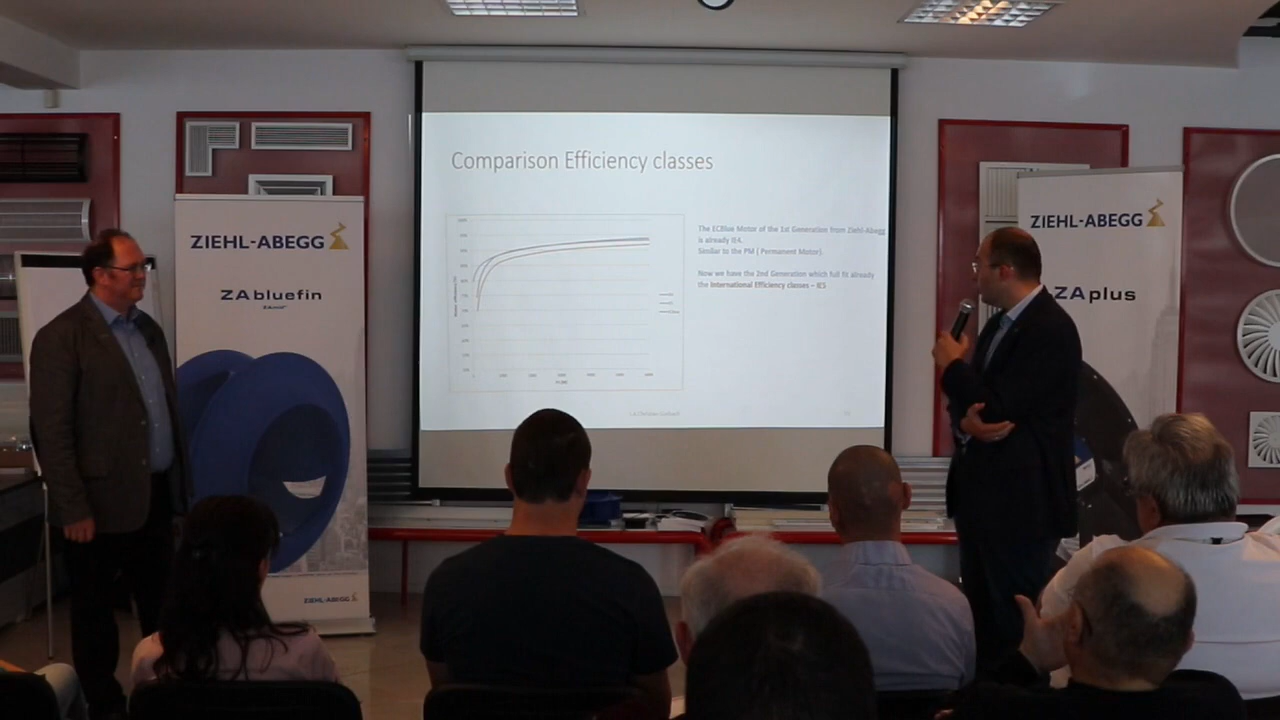 Comparison Efficiency classes
The ECBlue Motor of the 1st Generation from Ziehl-Abegg
is already IE4.
Similar to the PM ( Permanent Motor).
Now we have the 2nd Generation which full fit already
the International Efficiency classes – IE5
ZIEHL-ABEGG
ZAbluefin
ZIEHL-ABEGG
ZIEHL-ABEGG
ZAplus